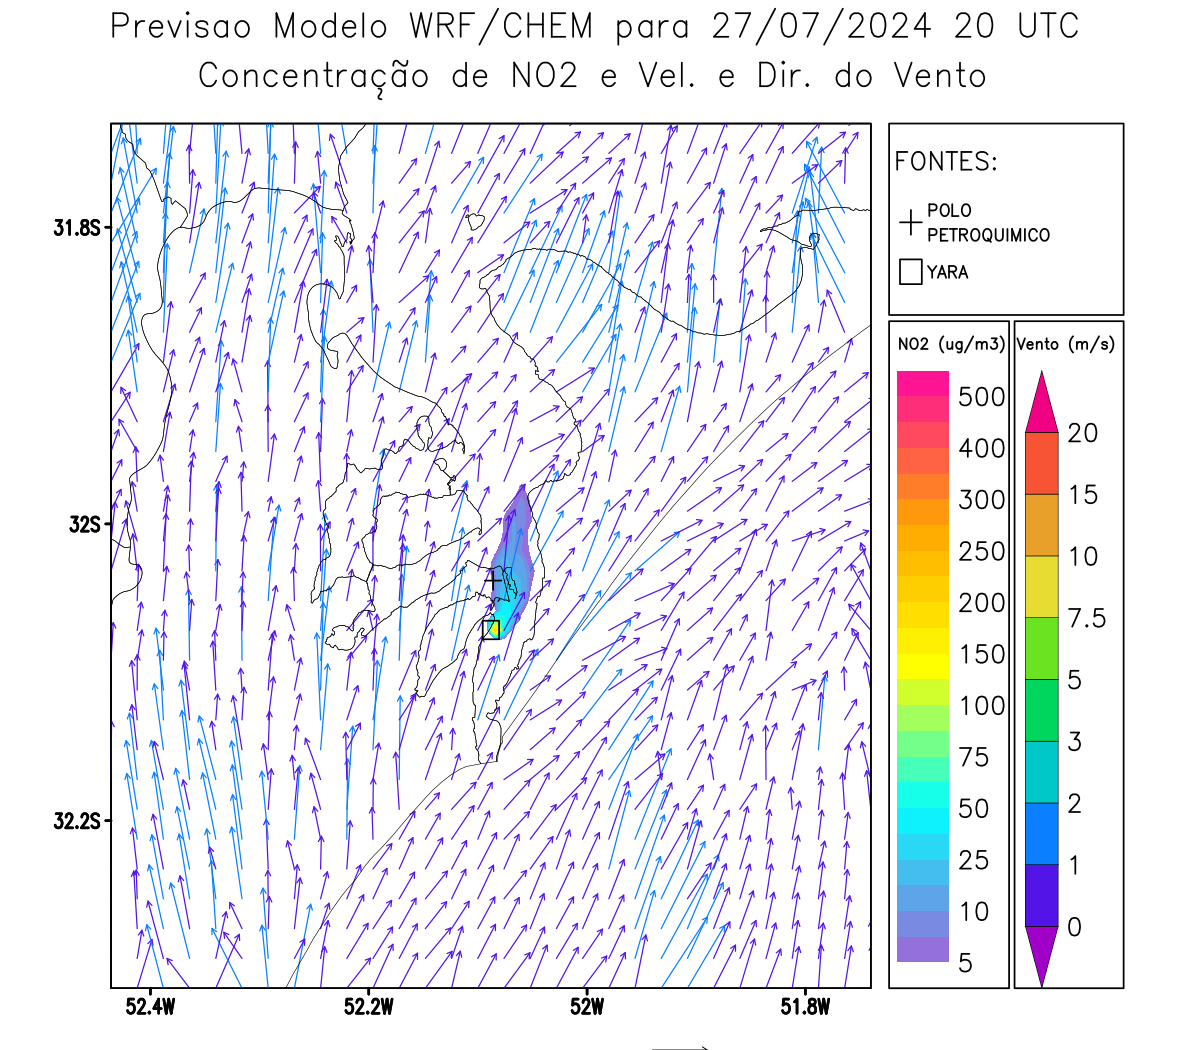 Previsao Modelo WRF/CHEM para 27/07/2024 20 UTC
Concentração de NO2 e Vel. e Dir. do Vento
FONTES:
POLO
PETROQUIMICO
YARA
NO2 (ug/m3)
500
400
300
250
200
150
100
75
50
25
10
5
Vento (m/s)
20
15
10
7.5
5
3
2
1
0
31.8S
32S
32.2S
52.4W 52.2W 52W 51.8W